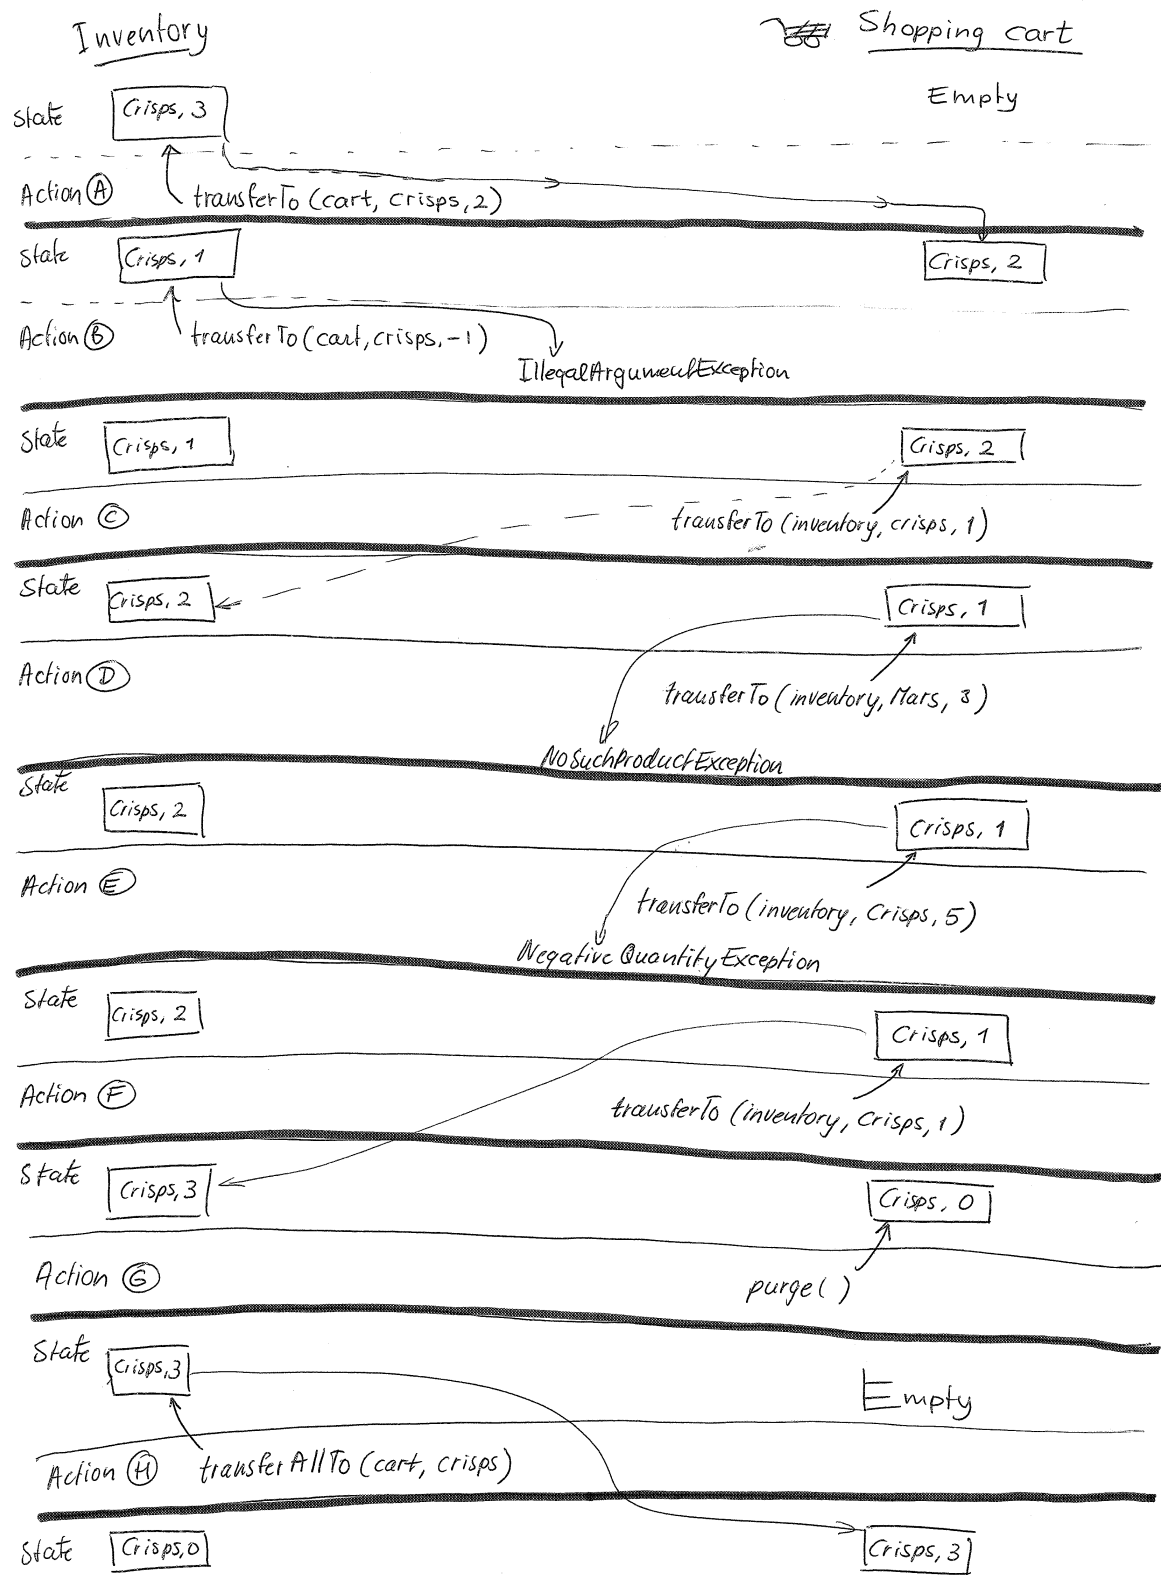 Inventory
Shopping cart
State
Crisps, 3
Empty
Action A
transferTo (cart, crisps, 2)
State
Crisps, 1
Crisps, 2
Action B
transferTo (cart, crisps, -1)
IllegalArgumentException
State
Crisps, 1
Crisps, 2
Action C
transferTo (inventory, crisps, 1)
State
Crisps, 2
Crisps, 1
Action D
transferTo (inventory, Mars, 3)
NoSuchProductException
State
Crisps, 2
Crisps, 1
Action E
transferTo (inventory, Crisps, 5)
NegativeQuantityException
State
Crisps, 2
Crisps, 1
Action F
transferTo (inventory, Crisps, 1)
State
Crisps, 3
Crisps, 0
Action G
purge( )
State
Crisps, 3
Empty
Action H
transferAllTo (cart, crisps)
State
Crisps, 0
Crisps, 3